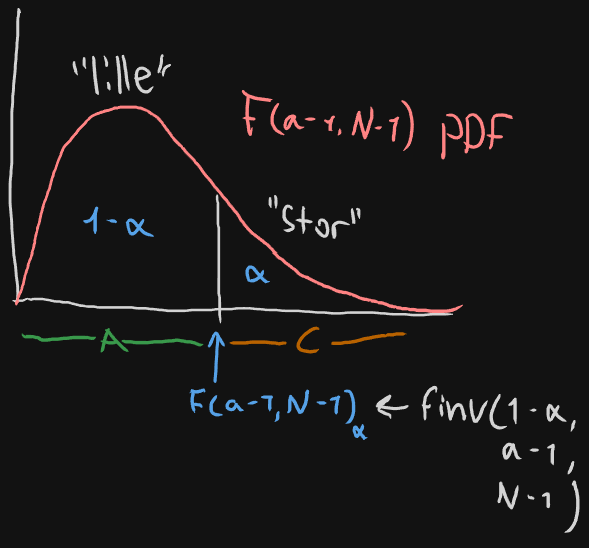 "lille"
F(a-1, N-1) PDF
"Stor"
1-α
α
A
C
F(a-1, N-1)α ← finv(1-α,
a-1,
N-1)